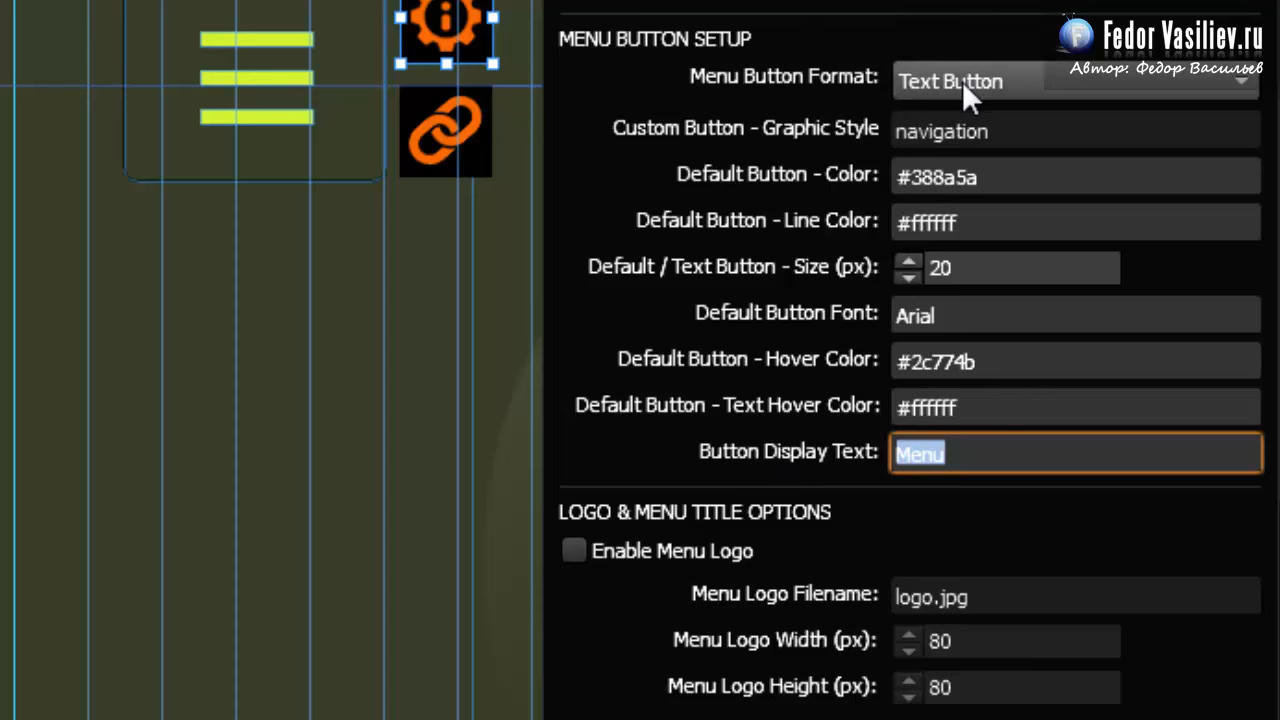 Fedor Vasiliev.ru
Автор: Федор Васильев
MENU BUTTON SETUP
Menu Button Format: Text Button
Custom Button - Graphic Style navigation
Default Button - Color: #388a5a
Default Button - Line Color: #ffffff
Default / Text Button - Size (px): 20
Default Button Font: Arial
Default Button - Hover Color: #2c774b
Default Button - Text Hover Color: #ffffff
Button Display Text: Menu
LOGO & MENU TITLE OPTIONS
Enable Menu Logo
Menu Logo Filename: logo.jpg
Menu Logo Width (px): 80
Menu Logo Height (px): 80